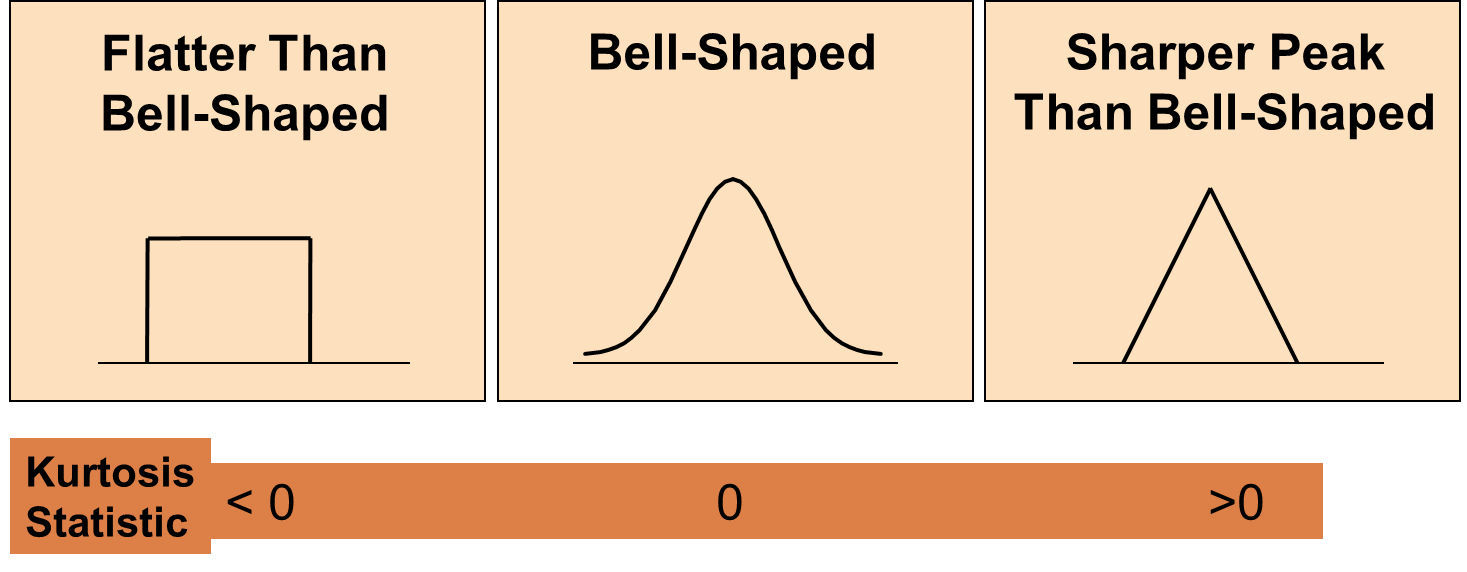 Flatter Than
Bell-Shaped
Bell-Shaped
Sharper Peak
Than Bell-Shaped
Kurtosis
Statistic
< 0
0
>0